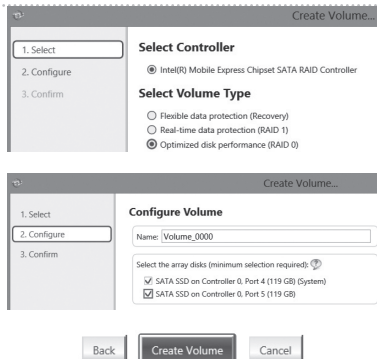 Create Volume...
1. Select
2. Configure
3. Confirm
Select Controller
Intel(R) Mobile Express Chipset SATA RAID Controller
Select Volume Type
Flexible data protection (Recovery)
Real-time data protection (RAID 1)
Optimized disk performance (RAID 0)
Create Volume...
1. Select
2. Configure
3. Confirm
Configure Volume
Name: Volume_0000
Select the array disks (minimum selection required): ?
SATA SSD on Controller 0, Port 4 (119 GB) (System)
SATA SSD on Controller 0, Port 5 (119 GB)
Back
Create Volume
Cancel